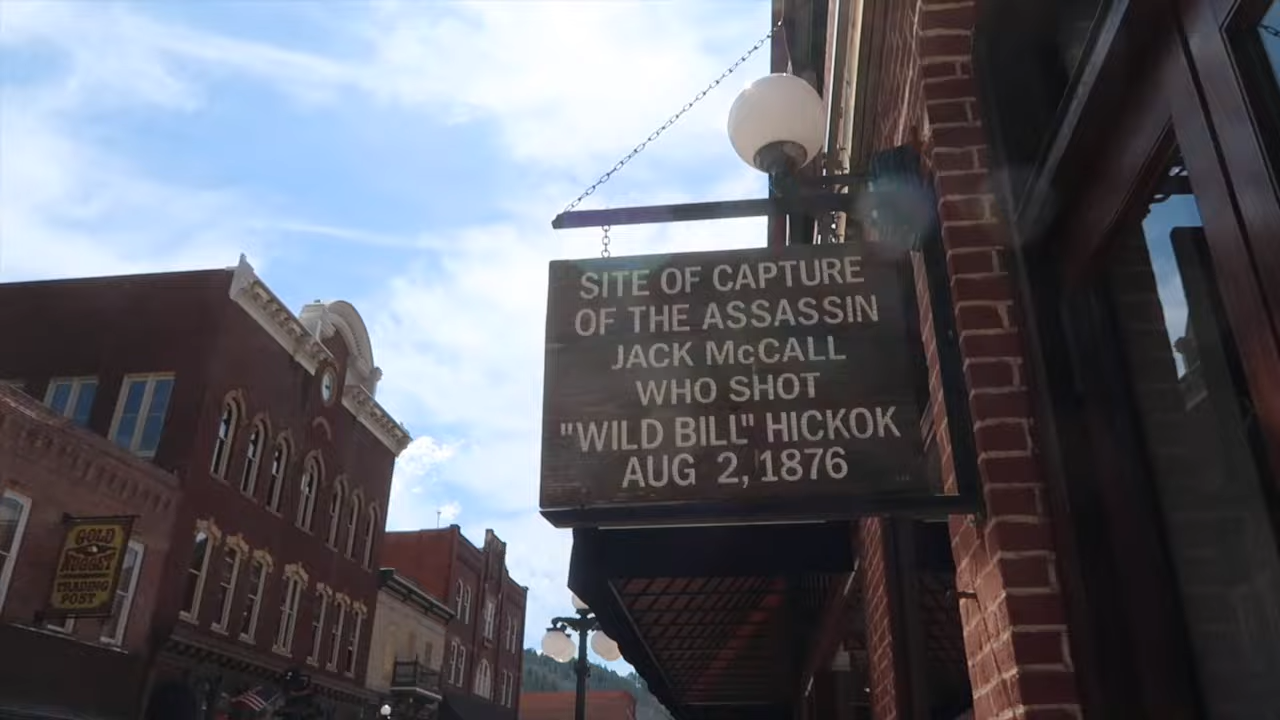 SITE OF CAPTURE
OF THE ASSASSIN
JACK McCALL
WHO SHOT
"WILD BILL" HICKOK
AUG 2, 1876
GOLD
NUGGET
TRADING
POST